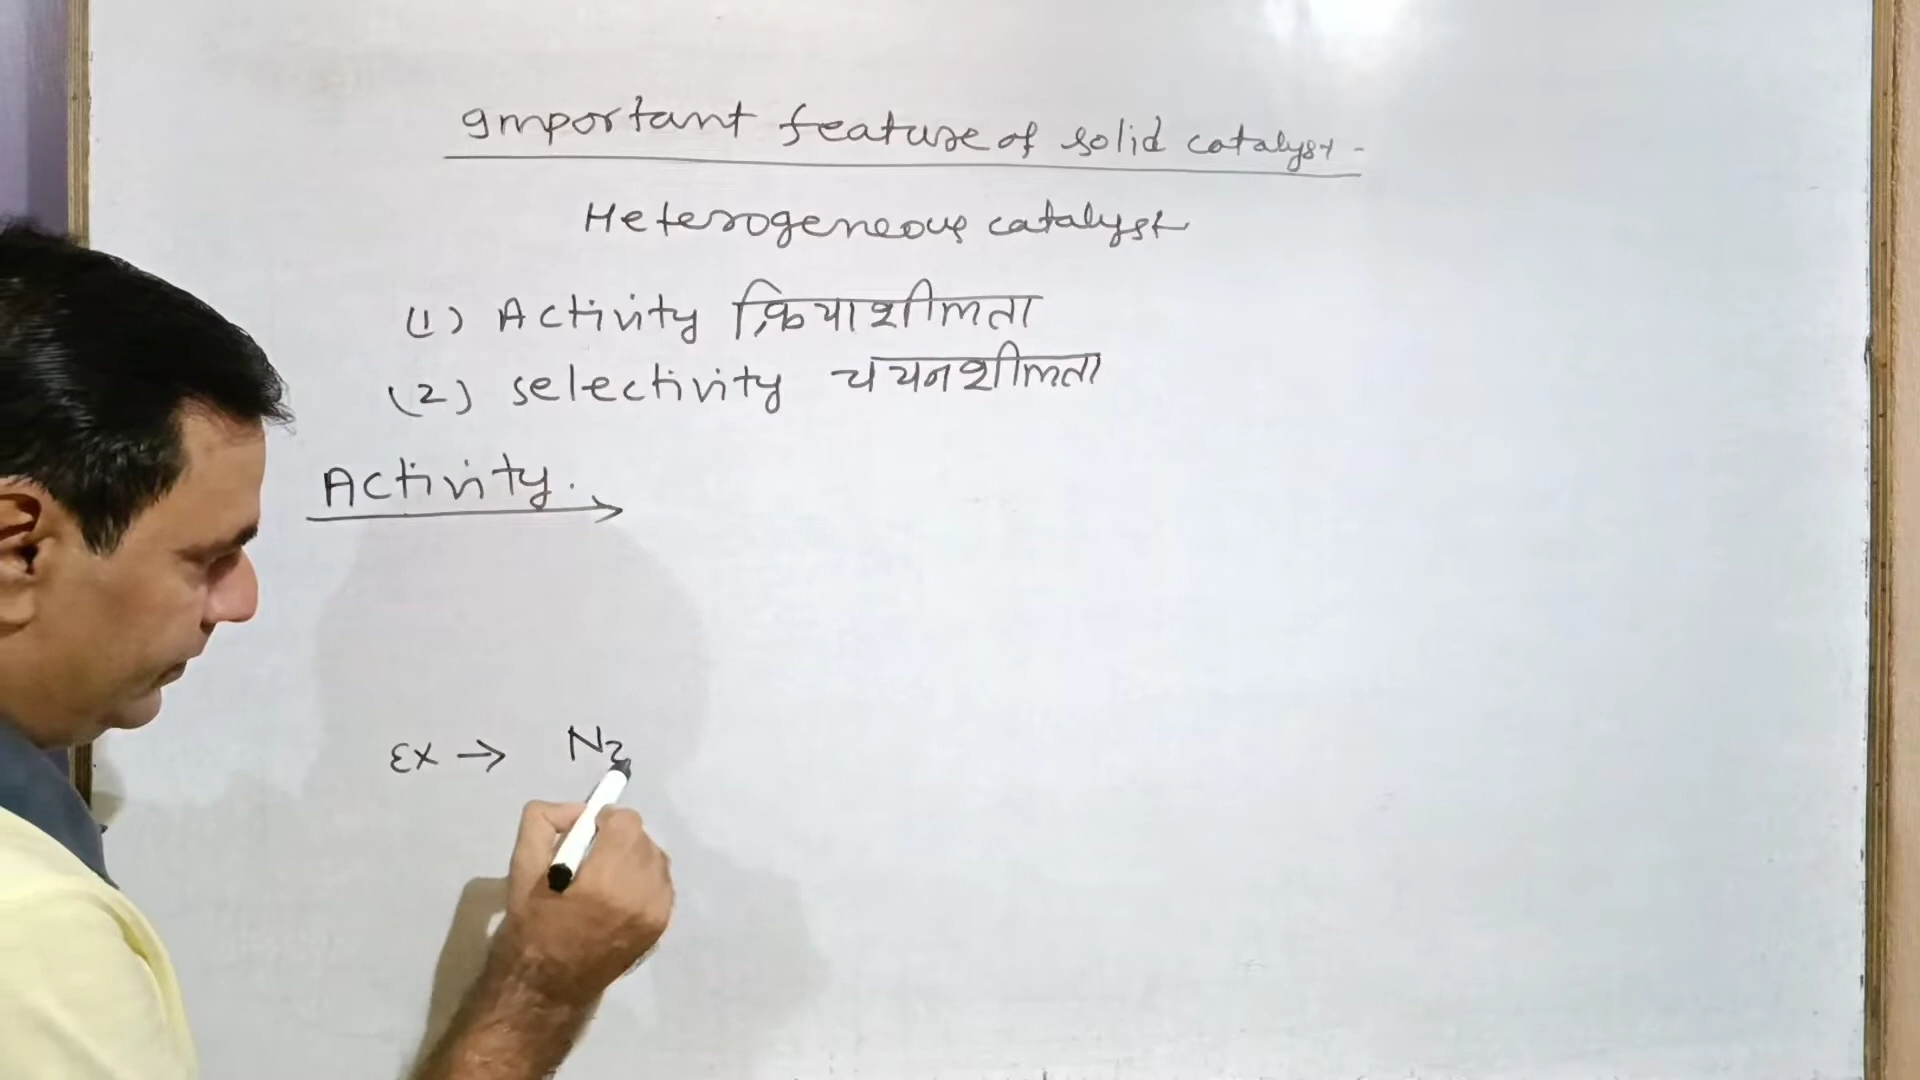 Important feature of solid catalyst -
Heterogeneous catalyst
(1) Activity क्रियाशीलता
(2) selectivity चयनशीलता
Activity.
Ex → N2